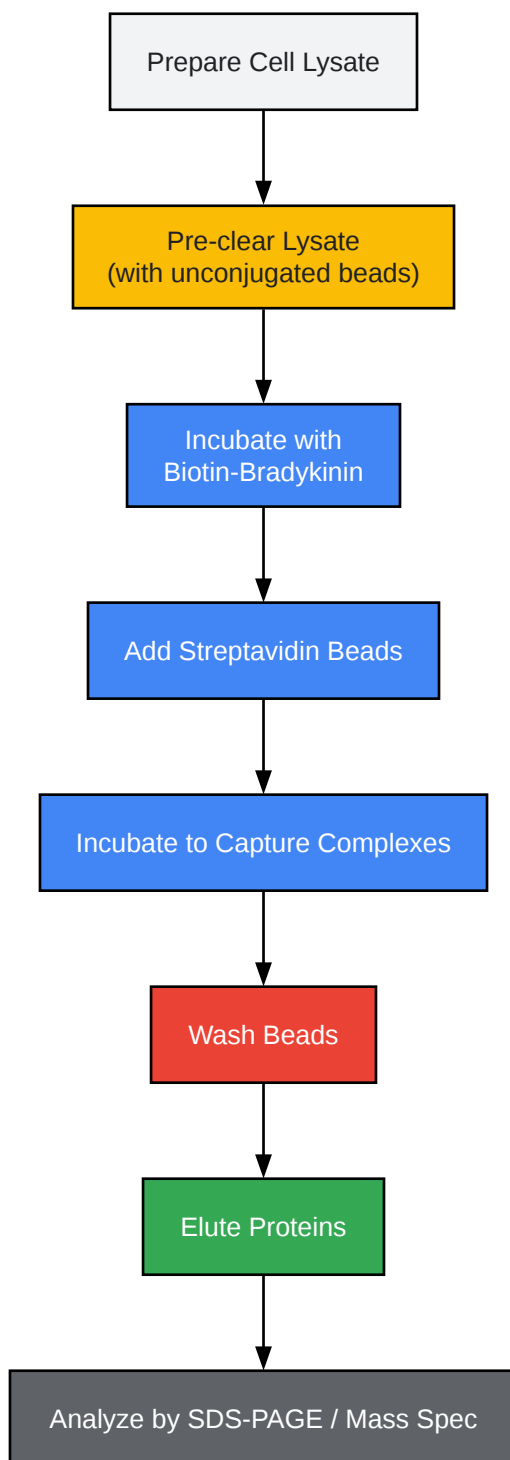 Prepare Cell Lysate
Pre-clear Lysate
(with unconjugated beads)
Incubate with
Biotin-Bradykinin
Add Streptavidin Beads
Incubate to Capture Complexes
Wash Beads
Elute Proteins
Analyze by SDS-PAGE / Mass Spec